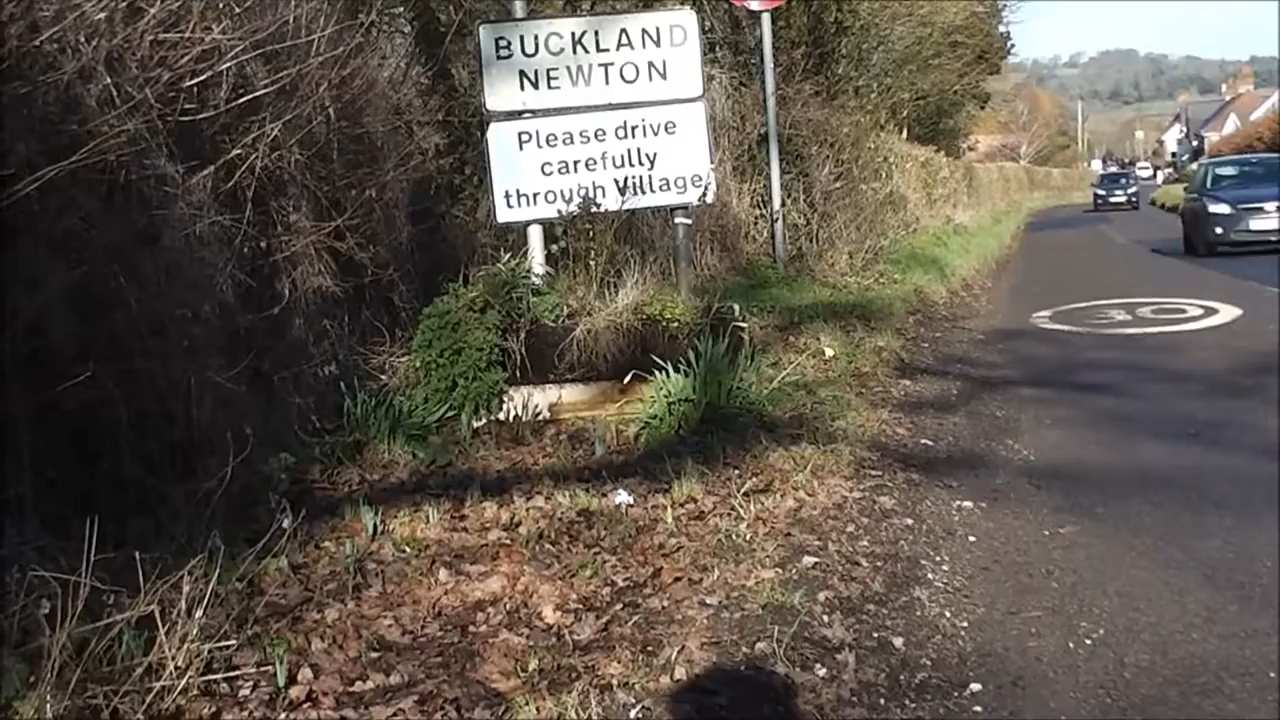 BUCKLAND
NEWTON
Please drive
carefully
through Village
30